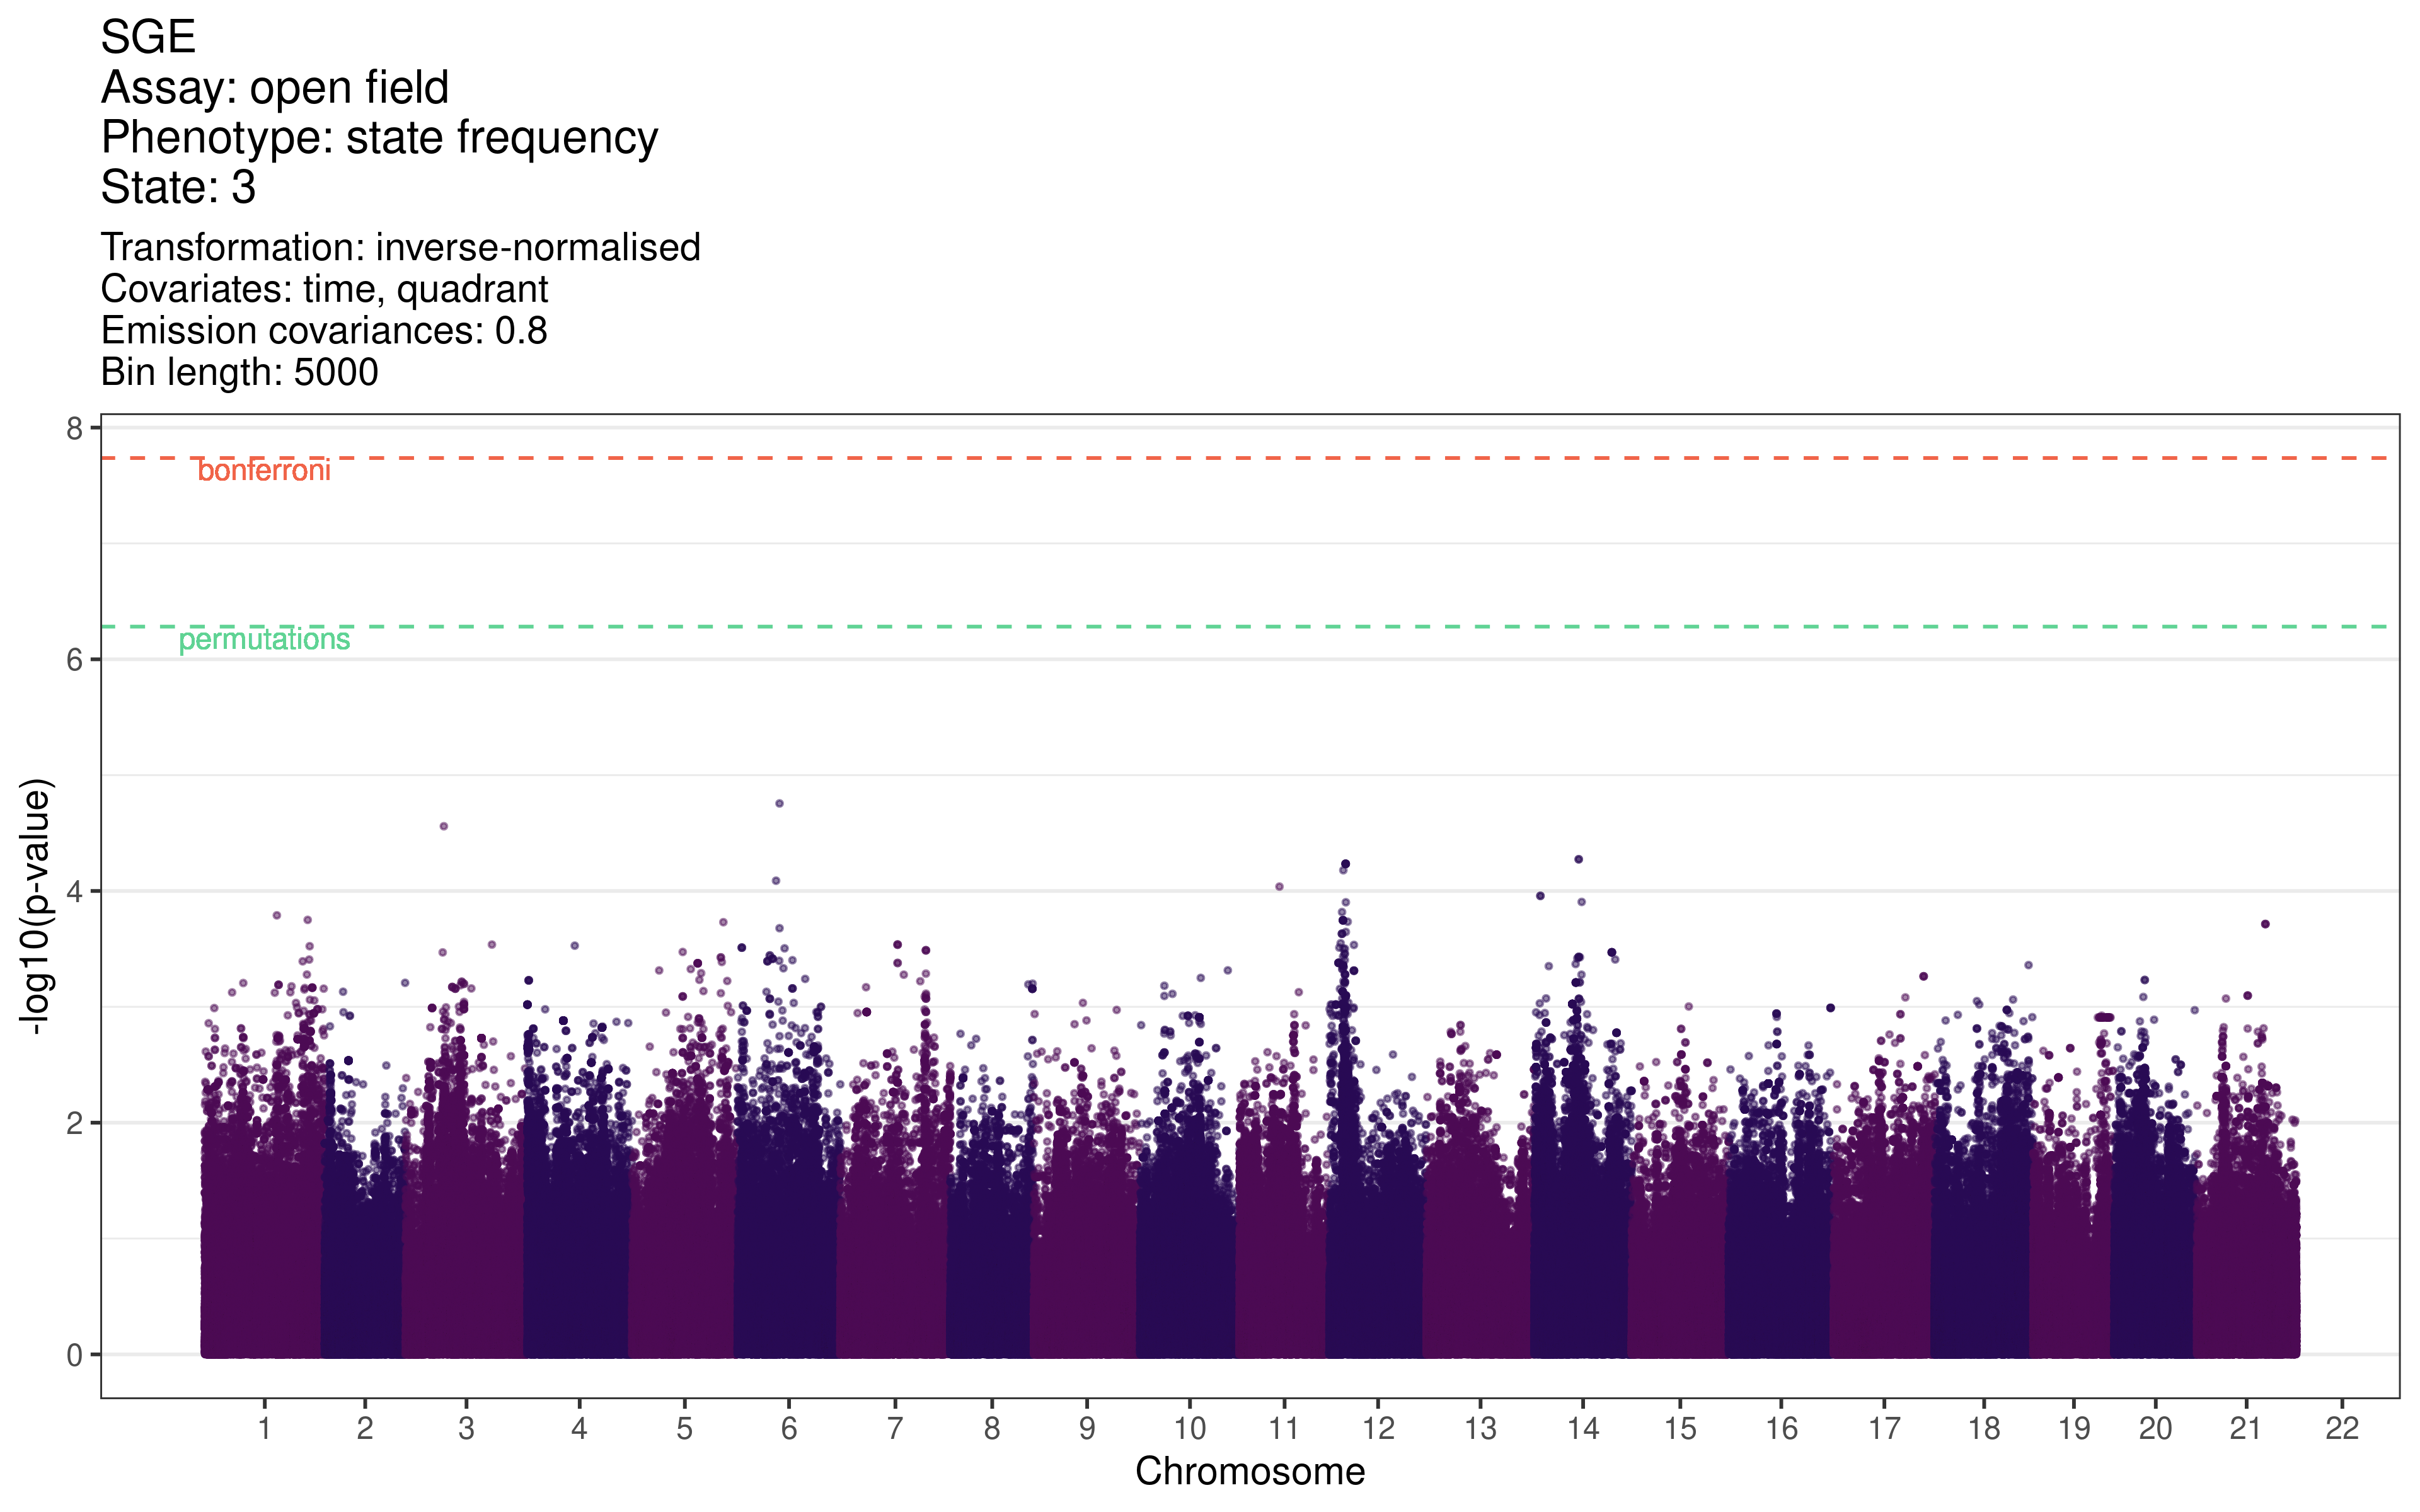 SGE
Assay: open field
Phenotype: state frequency
State: 3
Transformation: inverse-normalised
Covariates: time, quadrant
Emission covariances: 0.8
Bin length: 5000
8
bonferroni
permutations
6
4
2
0
-log10(p-value)
1 2 3 4 5 6 7 8 9 10 11 12 13 14 15 16 17 18 19 20 21 22
Chromosome